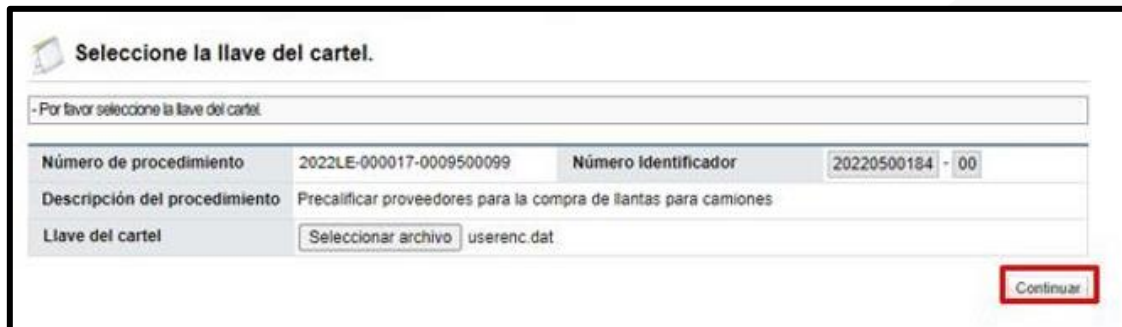 Seleccione la llave del cartel.
- Por favor seleccione la llave del cartel.
Número de procedimiento 2022LE-000017-0009500099 Número Identificador 20220500184 - 00
Descripción del procedimiento Precalificar proveedores para la compra de llantas para camiones
Llave del cartel Seleccionar archivo userenc.dat
Continuar